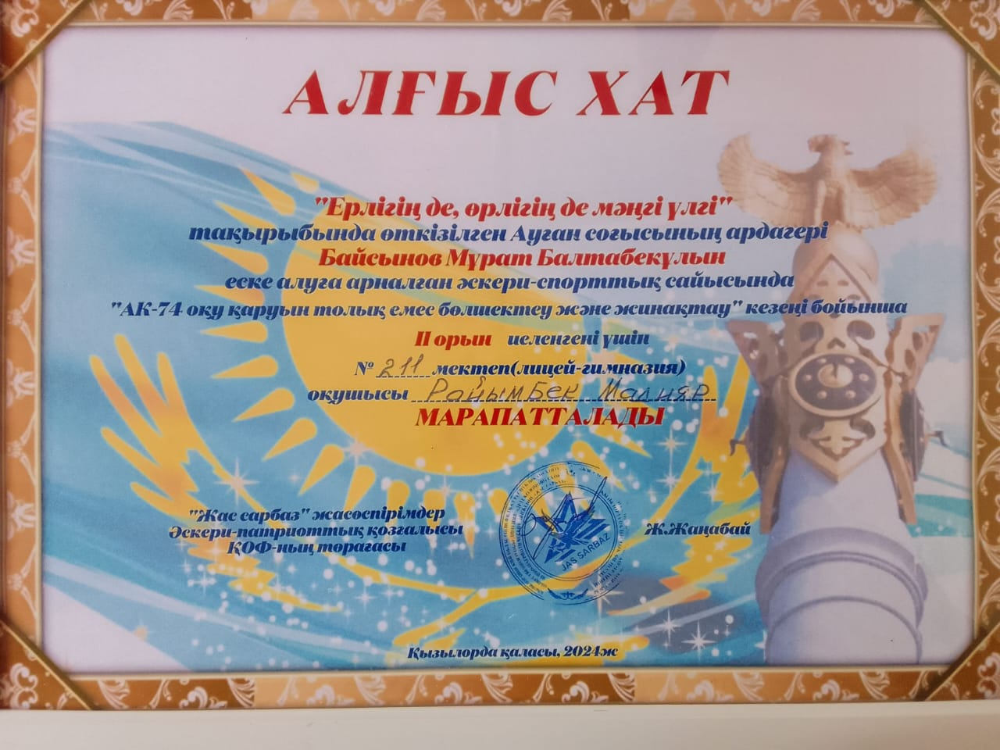 АЛҒЫС ХАТ
"Ерлігің де, өрлігің де мәңгі үлгі"
тақырыбында өткізілген Ауған соғысының ардагері
Байсынов Мұрат Балтабекұлын
еске алуға арналған әскери-спорттық сайысында
"АК-74 оқу қаруын толық емес бөлшектеу және жинақтау" кезеңі бойынша
II орын иеленгені үшін
№ 211 мектеп(лицей-гимназия)
оқушысы Райымбек Малияр
МАРАПАТТАЛАДЫ
"Жас сарбаз" жасөспірімдер
Әскери-патриоттық қозғалысы
ҚОФ-ның төрағасы
JAS SARBAZ
Ж.Жаңабай
Қызылорда қаласы, 2024ж